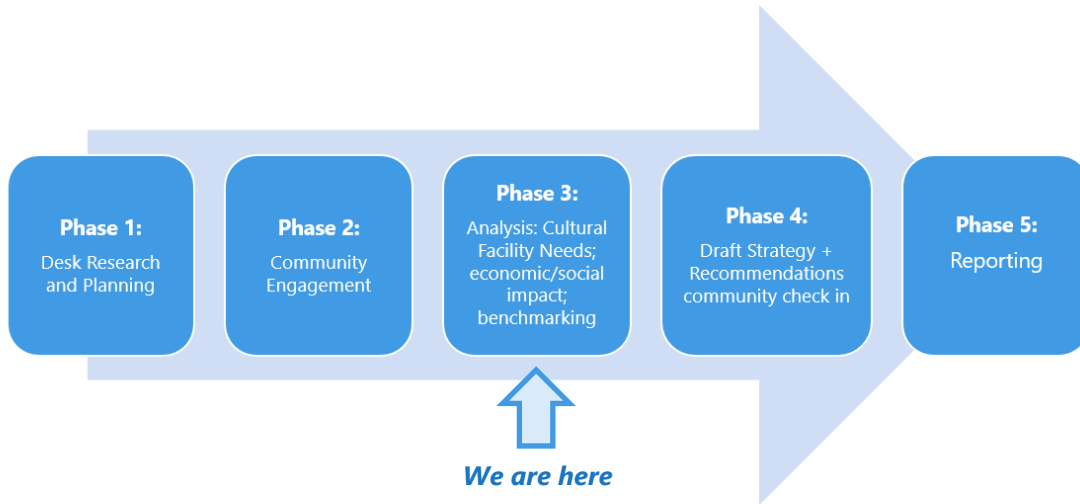 Phase 1:
Desk Research
and Planning
Phase 2:
Community
Engagement
Phase 3:
Analysis: Cultural
Facility Needs;
economic/social
impact;
benchmarking
Phase 4:
Draft Strategy +
Recommendations
community check in
Phase 5:
Reporting
We are here